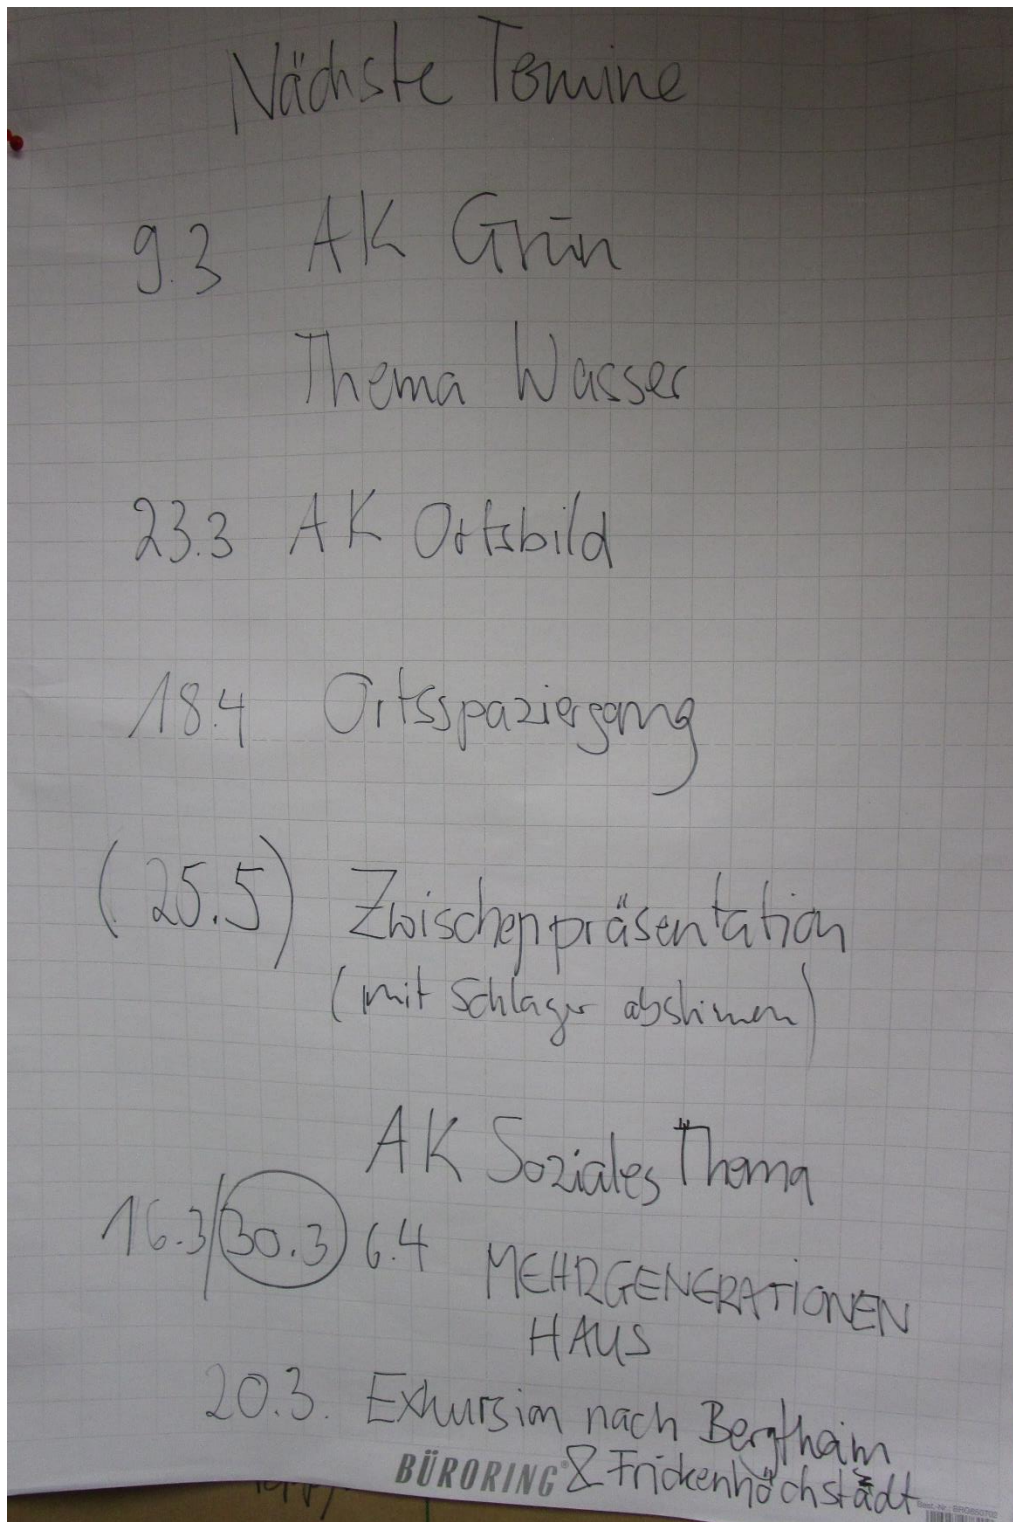 Nächste Termine
9.3 AK Grün
Thema Wasser
23.3 AK Ortsbild
18.4 Ortsspaziergang
(25.5) Zwischenpräsentation
(mit Schlager abstimmen)
AK Soziales Thema
16.3/30.3 6.4 MEHRGENERATIONEN
HAUS
20.3. Exkursion nach Bergtheim
BÜRORING & Frickenhöchstadt